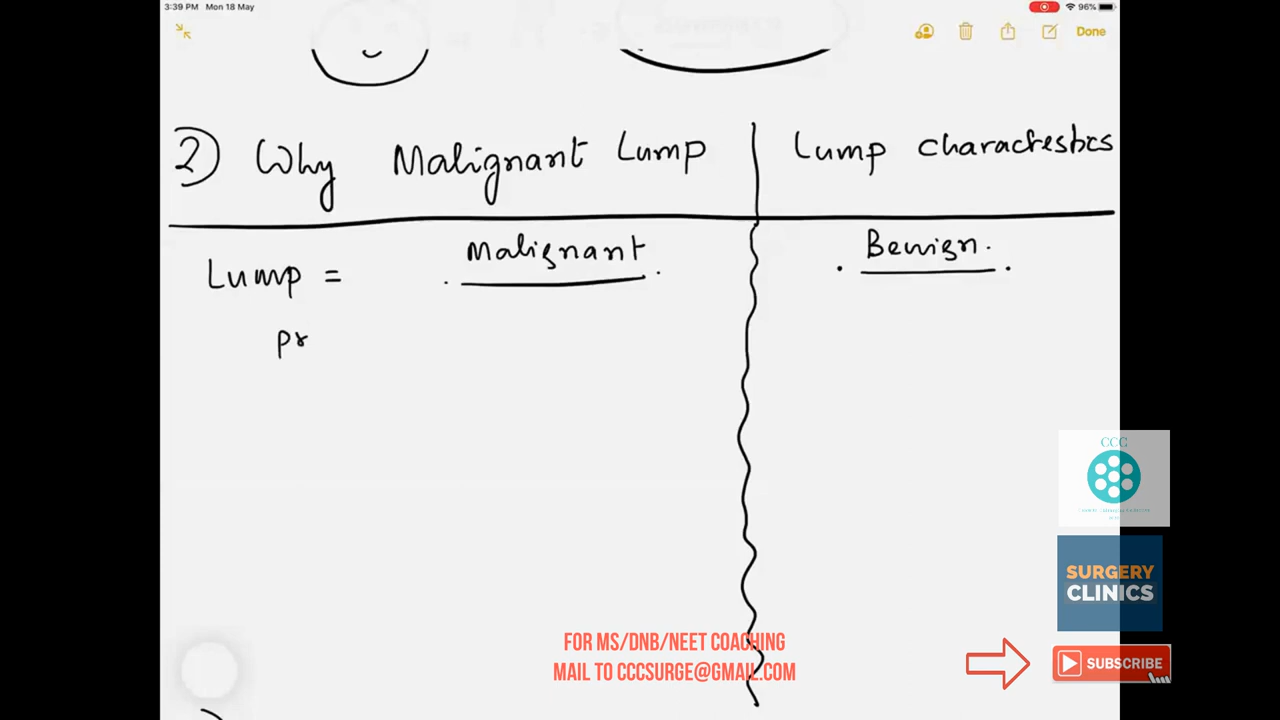 3:39 PM Mon 18 May
96%
Done
2) Why Malignant Lump
Lump characrestics
Lump =
Malignant
Benign.
pr
CCC
SURGERY
CLINICS
FOR MS/DNB/NEET COACHING
MAIL TO CCCSURGE@GMAIL.COM
SUBSCRIBE